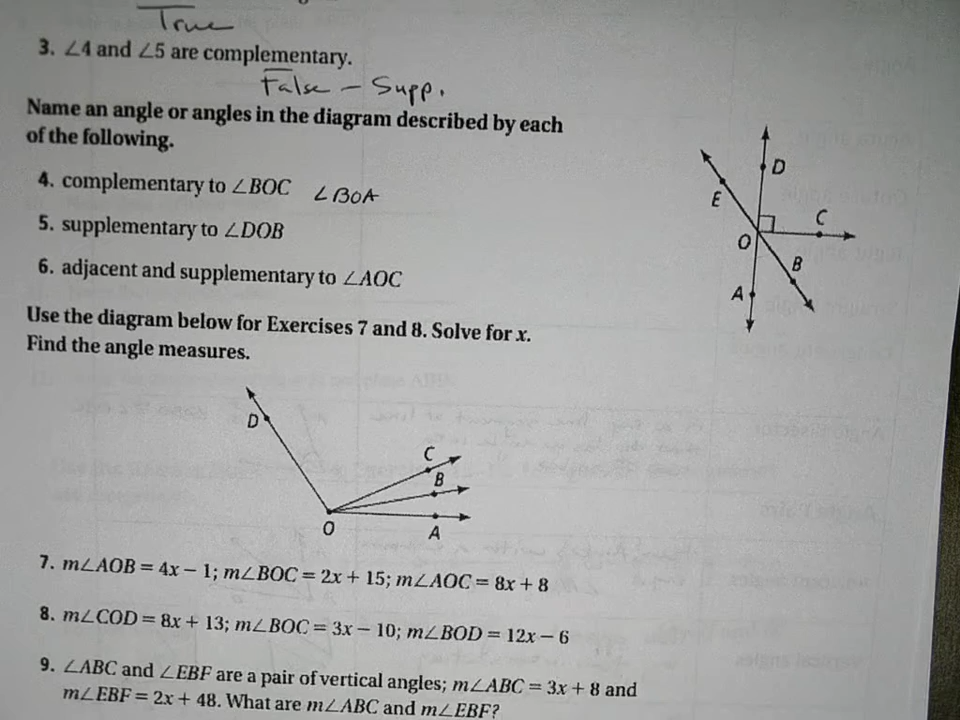 True
3. ∠4 and ∠5 are complementary.
False - Supp.
Name an angle or angles in the diagram described by each
of the following.
4. complementary to ∠BOC ∠BOA
5. supplementary to ∠DOB
6. adjacent and supplementary to ∠AOC
D
E
C
O
B
A
Use the diagram below for Exercises 7 and 8. Solve for x.
Find the angle measures.
D
C
B
O
A
7. m∠AOB = 4x − 1; m∠BOC = 2x + 15; m∠AOC = 8x + 8
8. m∠COD = 8x + 13; m∠BOC = 3x − 10; m∠BOD = 12x − 6
9. ∠ABC and ∠EBF are a pair of vertical angles; m∠ABC = 3x + 8 and
m∠EBF = 2x + 48. What are m∠ABC and m∠EBF?